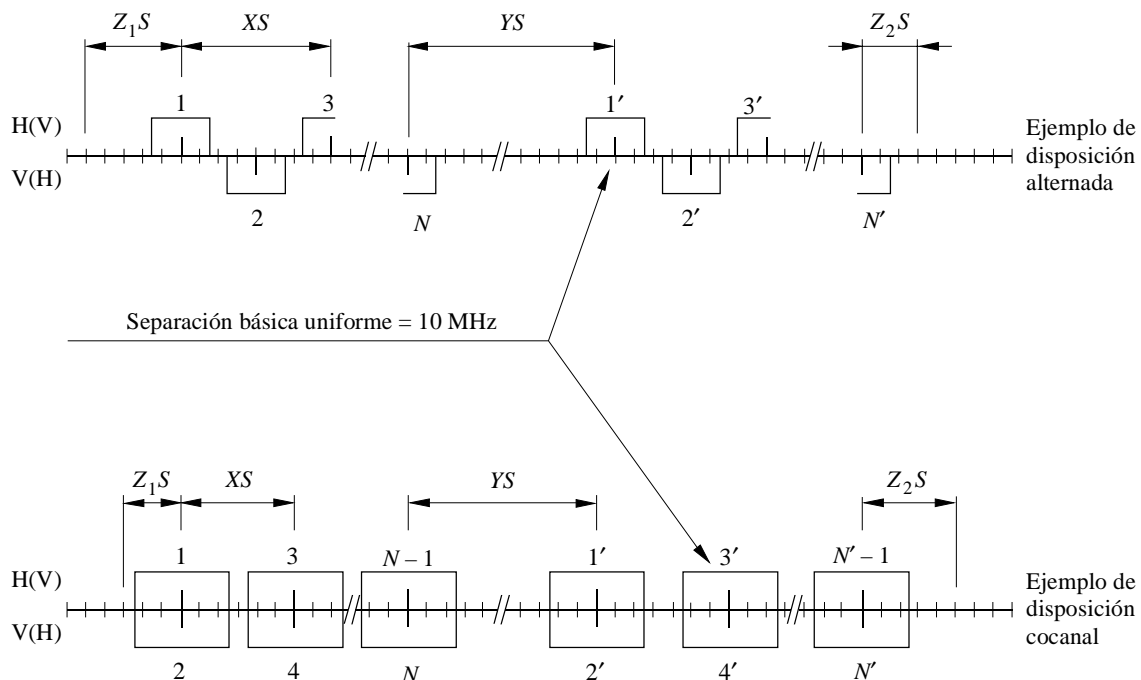 Z₁S XS YS Z₂S
1 3 1′ 3′
H(V)
V(H)
2 N 2′ N′
Ejemplo de
disposición
alternada
Separación básica uniforme = 10 MHz
Z₁S XS YS Z₂S
1 3 N – 1 1′ 3′ N′ – 1
H(V)
V(H)
2 4 N 2′ 4′ N′
Ejemplo de
disposición
cocanal